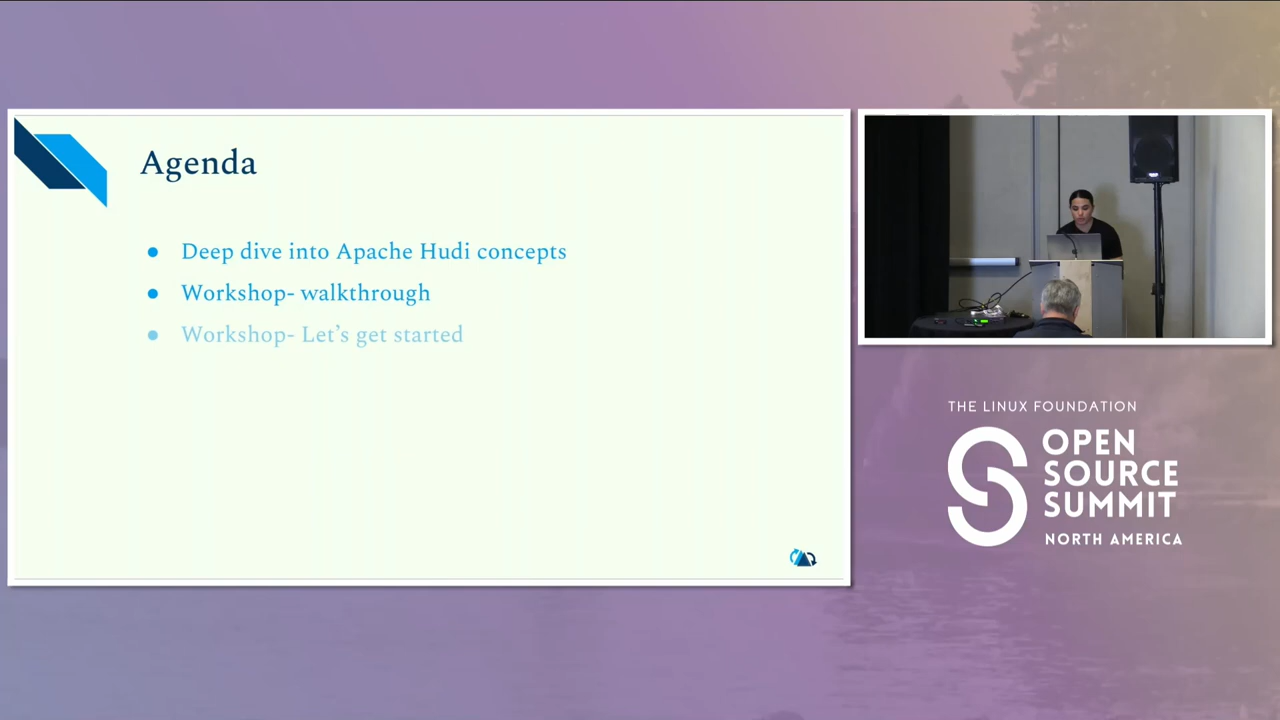 Agenda
● Deep dive into Apache Hudi concepts
● Workshop- walkthrough
● Workshop- Let's get started
THE LINUX FOUNDATION
OPEN
SOURCE
SUMMIT
NORTH AMERICA